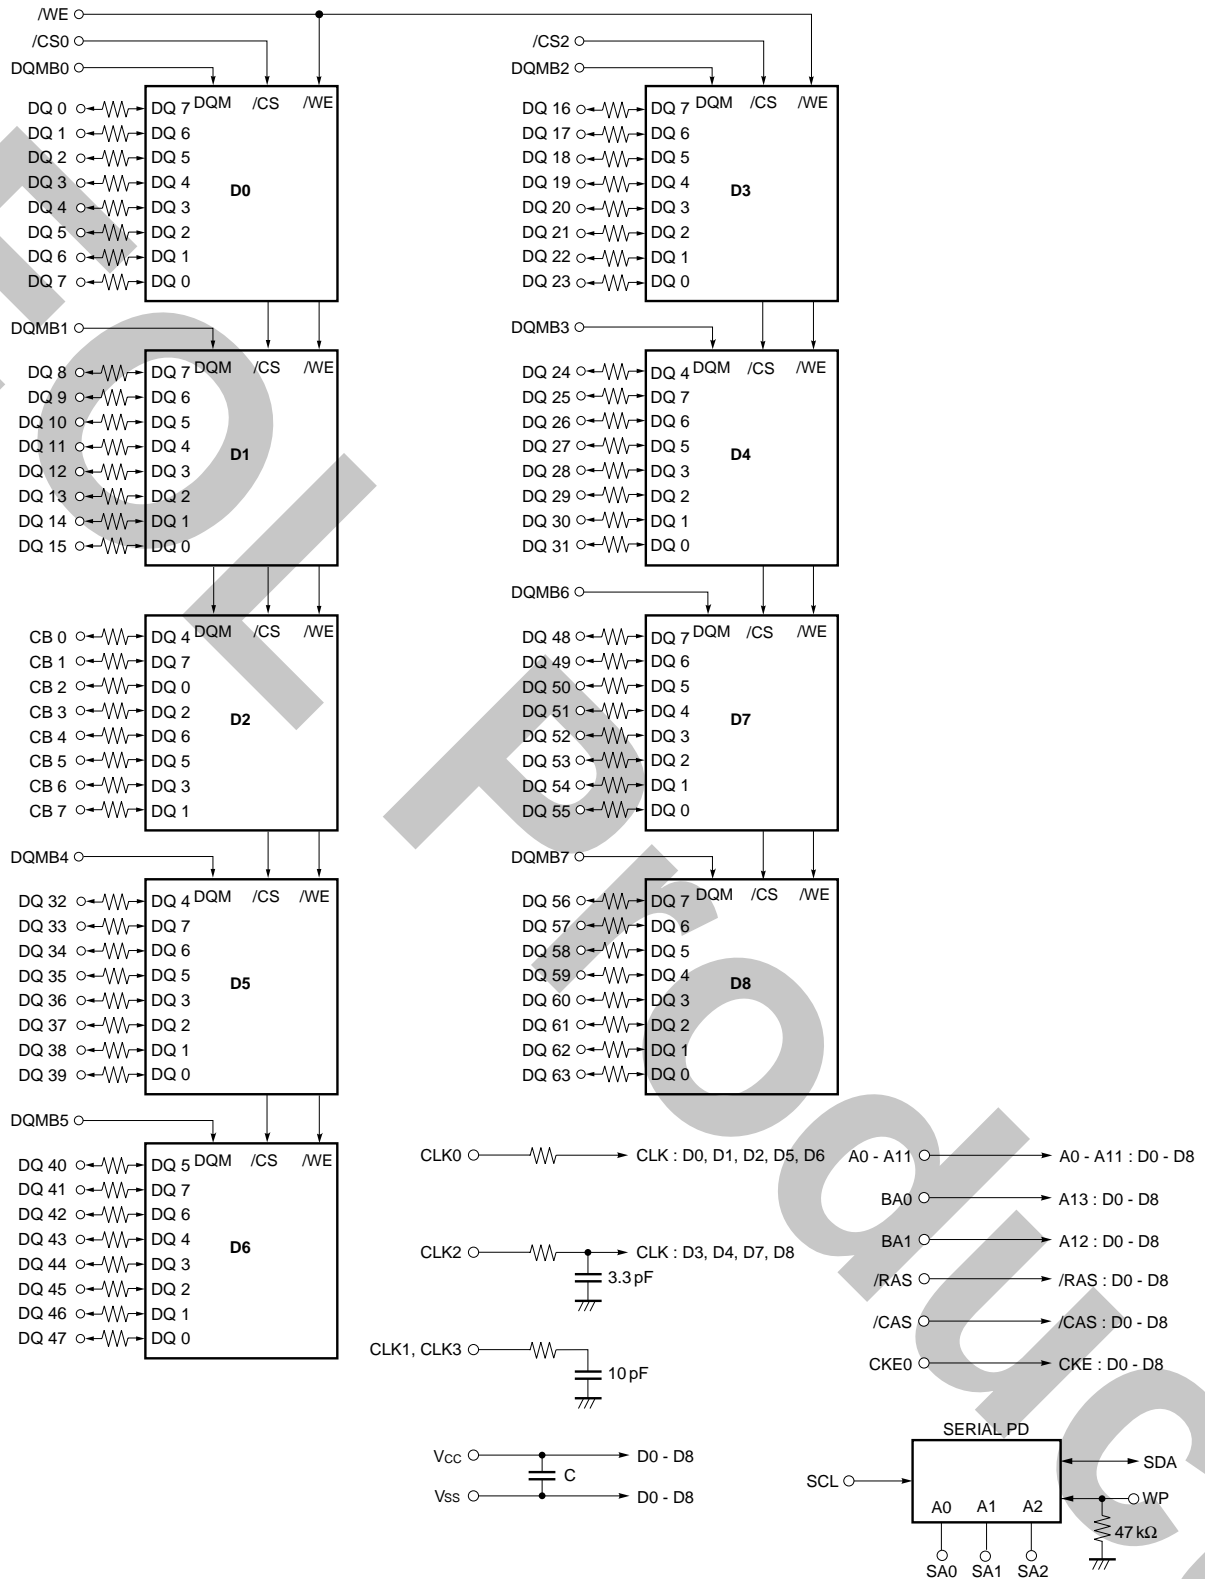 /WE
/CS0
DQMB0
DQM /CS /WE
DQ 0 DQ 7
DQ 1 DQ 6
DQ 2 DQ 5
DQ 3 DQ 4
DQ 4 DQ 3
DQ 5 DQ 2
DQ 6 DQ 1
DQ 7 DQ 0
D0
DQMB1
DQM /CS /WE
DQ 8 DQ 7
DQ 9 DQ 6
DQ 10 DQ 5
DQ 11 DQ 4
DQ 12 DQ 3
DQ 13 DQ 2
DQ 14 DQ 1
DQ 15 DQ 0
D1
DQM /CS /WE
CB 0 DQ 4
CB 1 DQ 7
CB 2 DQ 0
CB 3 DQ 2
CB 4 DQ 6
CB 5 DQ 5
CB 6 DQ 3
CB 7 DQ 1
D2
DQMB4
DQM /CS /WE
DQ 32 DQ 4
DQ 33 DQ 7
DQ 34 DQ 6
DQ 35 DQ 5
DQ 36 DQ 3
DQ 37 DQ 2
DQ 38 DQ 1
DQ 39 DQ 0
D5
DQMB5
DQM /CS /WE
DQ 40 DQ 5
DQ 41 DQ 7
DQ 42 DQ 6
DQ 43 DQ 4
DQ 44 DQ 3
DQ 45 DQ 2
DQ 46 DQ 1
DQ 47 DQ 0
D6
/CS2
DQMB2
DQM /CS /WE
DQ 16 DQ 7
DQ 17 DQ 6
DQ 18 DQ 5
DQ 19 DQ 4
DQ 20 DQ 3
DQ 21 DQ 2
DQ 22 DQ 1
DQ 23 DQ 0
D3
DQMB3
DQM /CS /WE
DQ 24 DQ 4
DQ 25 DQ 7
DQ 26 DQ 6
DQ 27 DQ 5
DQ 28 DQ 3
DQ 29 DQ 2
DQ 30 DQ 1
DQ 31 DQ 0
D4
DQMB6
DQM /CS /WE
DQ 48 DQ 7
DQ 49 DQ 6
DQ 50 DQ 5
DQ 51 DQ 4
DQ 52 DQ 3
DQ 53 DQ 2
DQ 54 DQ 1
DQ 55 DQ 0
D7
DQMB7
DQM /CS /WE
DQ 56 DQ 7
DQ 57 DQ 6
DQ 58 DQ 5
DQ 59 DQ 4
DQ 60 DQ 3
DQ 61 DQ 2
DQ 62 DQ 1
DQ 63 DQ 0
D8
CLK0 CLK : D0, D1, D2, D5, D6
CLK2 CLK : D3, D4, D7, D8
3.3 pF
CLK1, CLK3
10 pF
Vcc D0 - D8
C
Vss D0 - D8
A0 - A11 A0 - A11 : D0 - D8
BA0 A13 : D0 - D8
BA1 A12 : D0 - D8
/RAS /RAS : D0 - D8
/CAS /CAS : D0 - D8
CKE0 CKE : D0 - D8
SERIAL PD
SCL SDA
WP
A0 A1 A2
47 kΩ
SA0 SA1 SA2
EOL Product